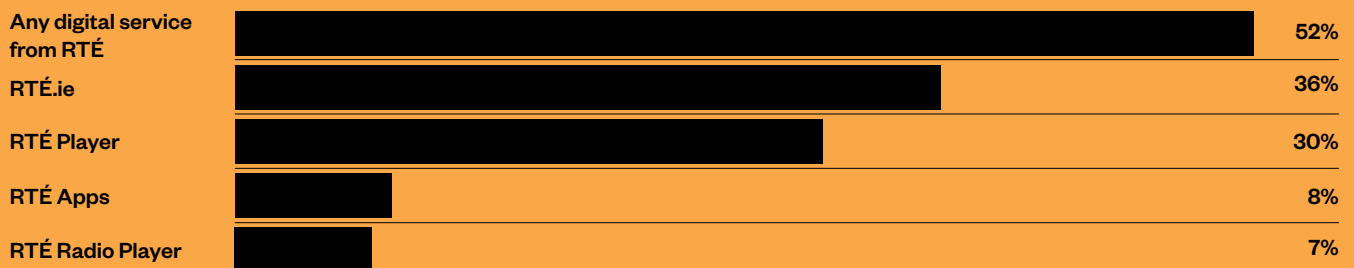 Any digital service
from RTÉ
52%
RTÉ.ie
36%
RTÉ Player
30%
RTÉ Apps
8%
RTÉ Radio Player
7%